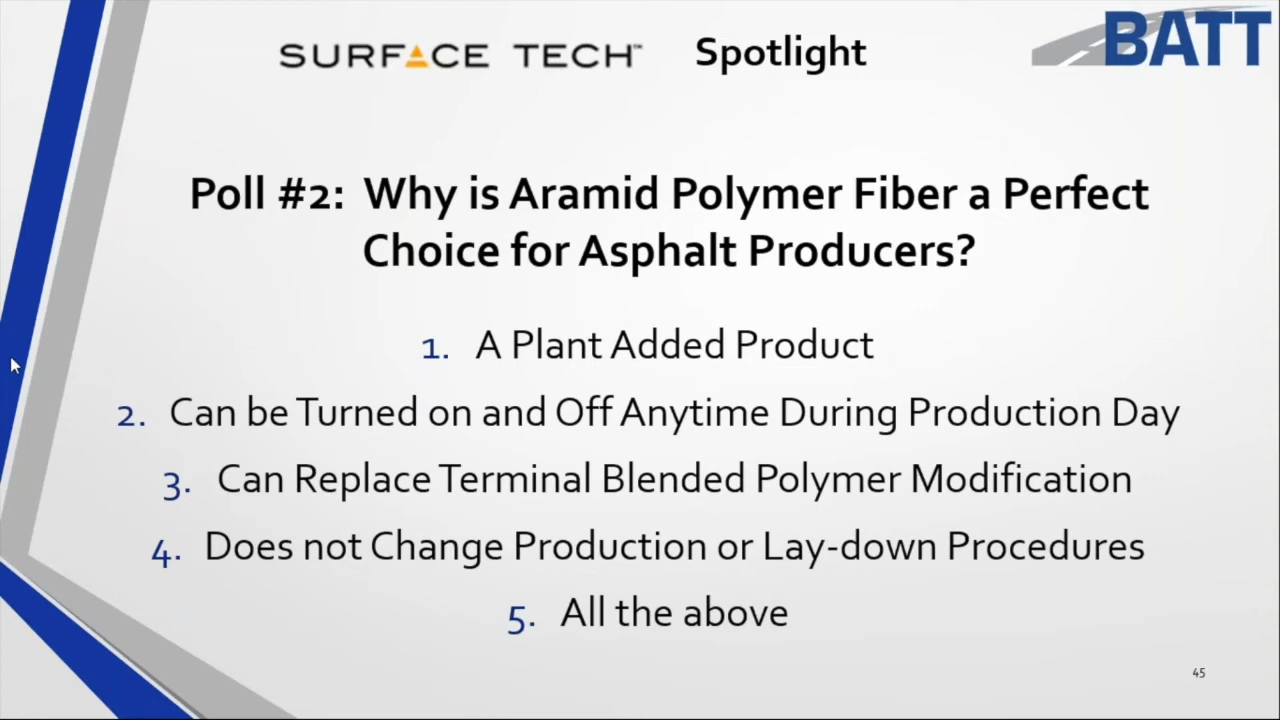 SURFACE TECH™ Spotlight
BATT
Poll #2: Why is Aramid Polymer Fiber a Perfect
Choice for Asphalt Producers?
1. A Plant Added Product
2. Can be Turned on and Off Anytime During Production Day
3. Can Replace Terminal Blended Polymer Modification
4. Does not Change Production or Lay-down Procedures
5. All the above
45